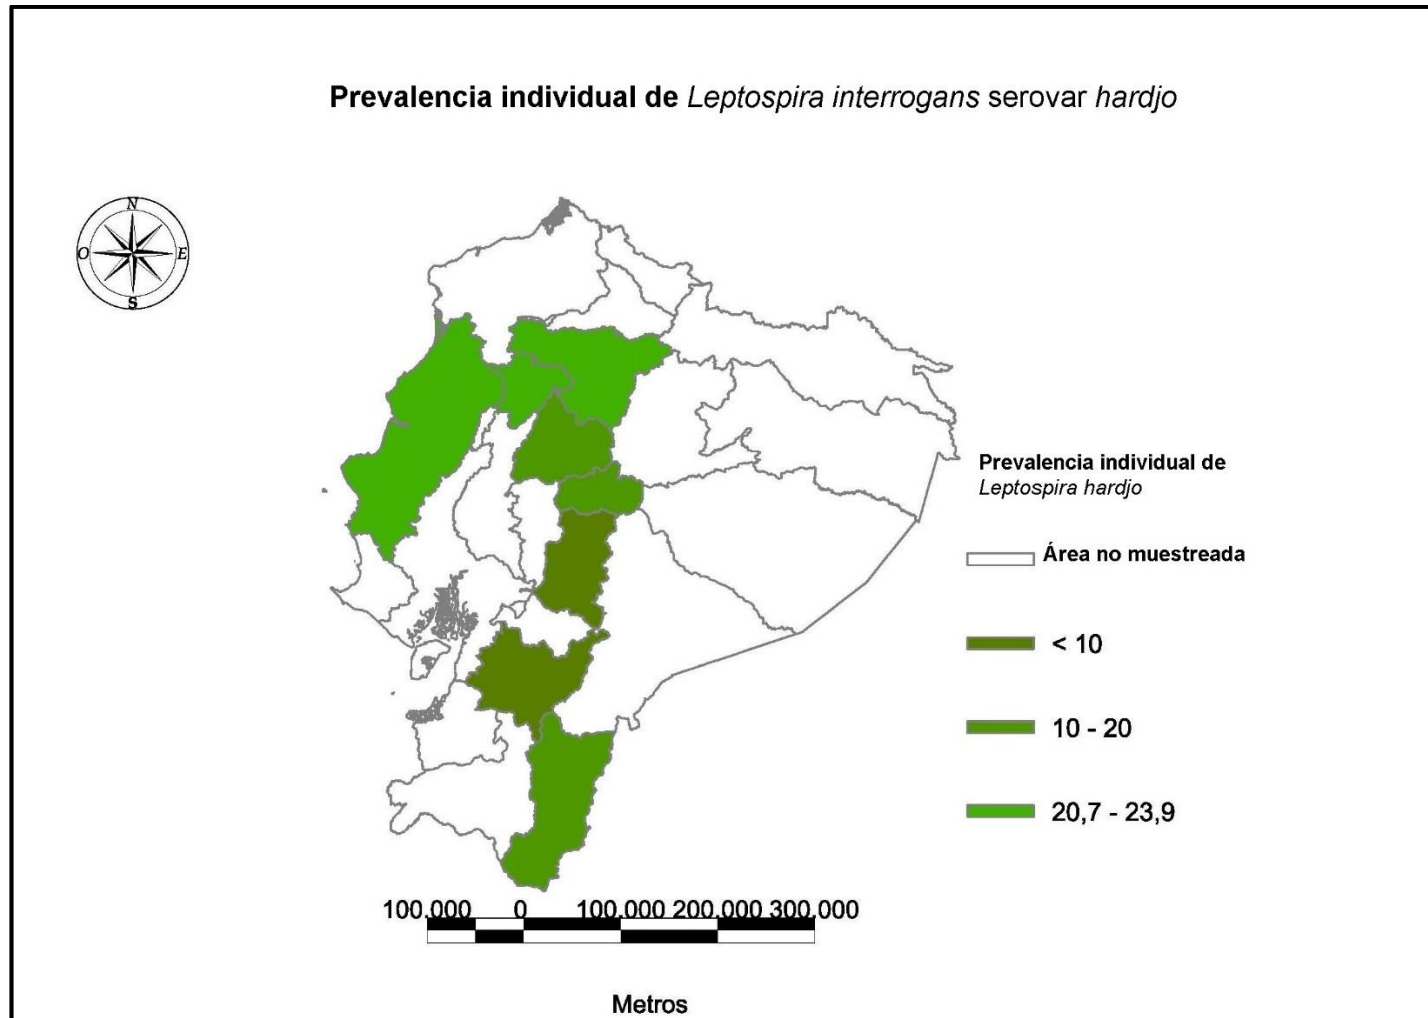 Prevalencia individual de Leptospira interrogans serovar hardjo
N
O
E
S
Prevalencia individual de
Leptospira hardjo
Área no muestreada
< 10
10 - 20
20,7 - 23,9
100.000 0 100.000 200.000 300.000
Metros